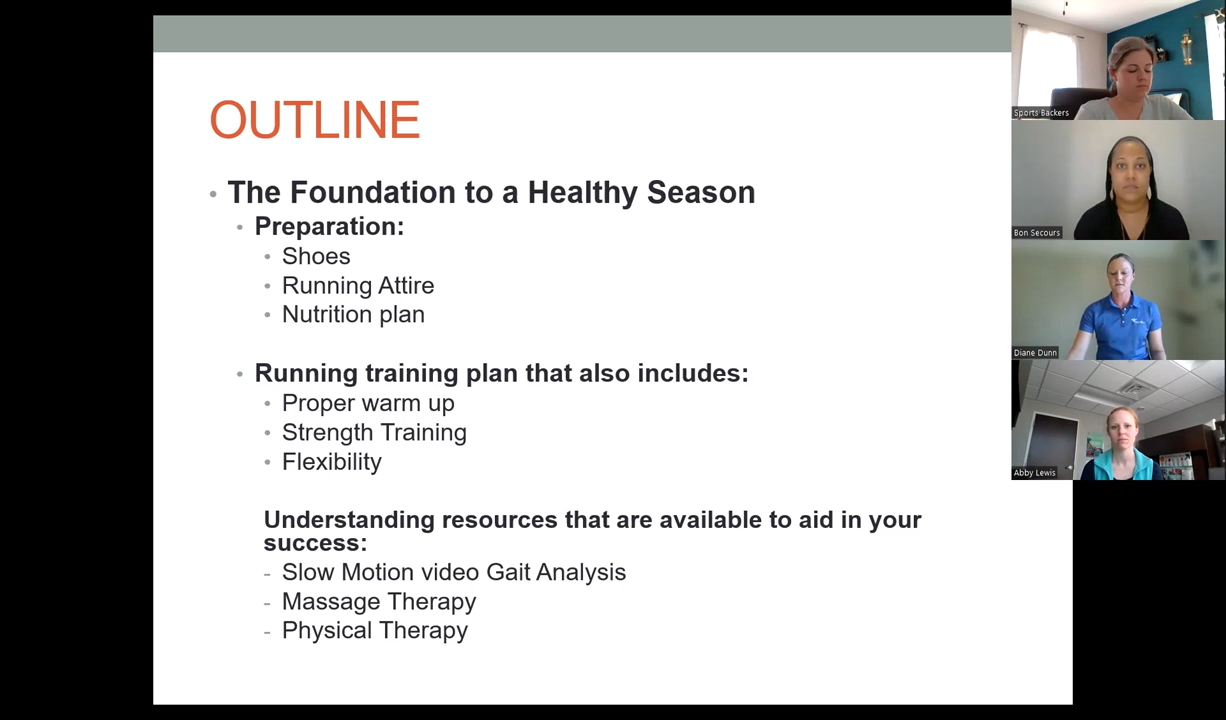 OUTLINE
• The Foundation to a Healthy Season
• Preparation:
• Shoes
• Running Attire
• Nutrition plan
• Running training plan that also includes:
• Proper warm up
• Strength Training
• Flexibility
Understanding resources that are available to aid in your
success:
- Slow Motion video Gait Analysis
- Massage Therapy
- Physical Therapy
Sports Backers
Bon Secours
Diane Dunn
Abby Lewis